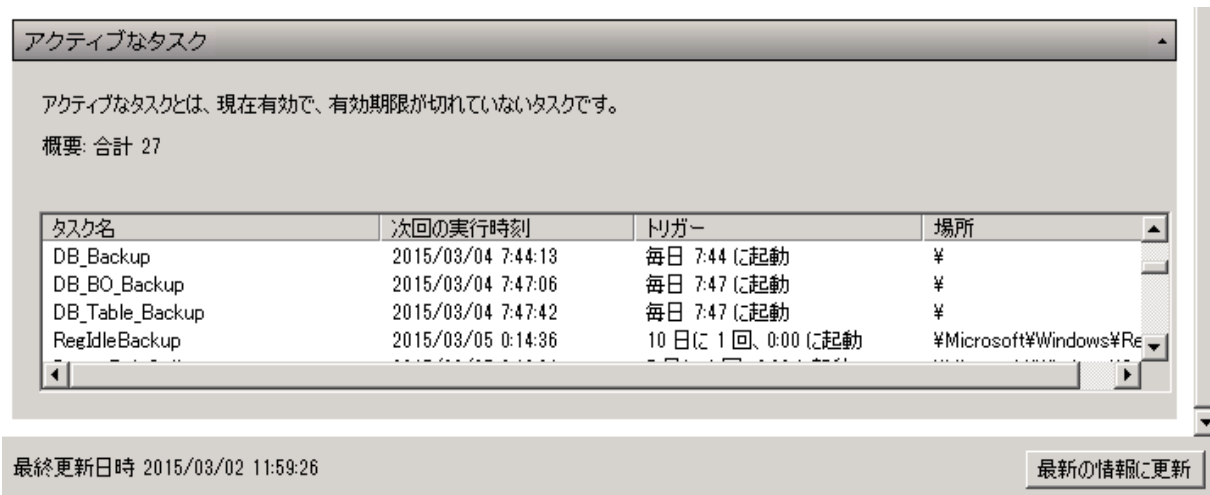 アクティブなタスク
アクティブなタスクとは、現在有効で、有効期限が切れていないタスクです。
概要: 合計 27
タスク名 次回の実行時刻 トリガー 場所
DB_Backup 2015/03/04 7:44:13 毎日 7:44 に起動 ¥
DB_BO_Backup 2015/03/04 7:47:06 毎日 7:47 に起動 ¥
DB_Table_Backup 2015/03/04 7:47:42 毎日 7:47 に起動 ¥
RegIdleBackup 2015/03/05 0:14:36 10 日に 1 回、0:00 に起動 ¥Microsoft¥Windows¥Re
最終更新日時 2015/03/02 11:59:26 最新の情報に更新